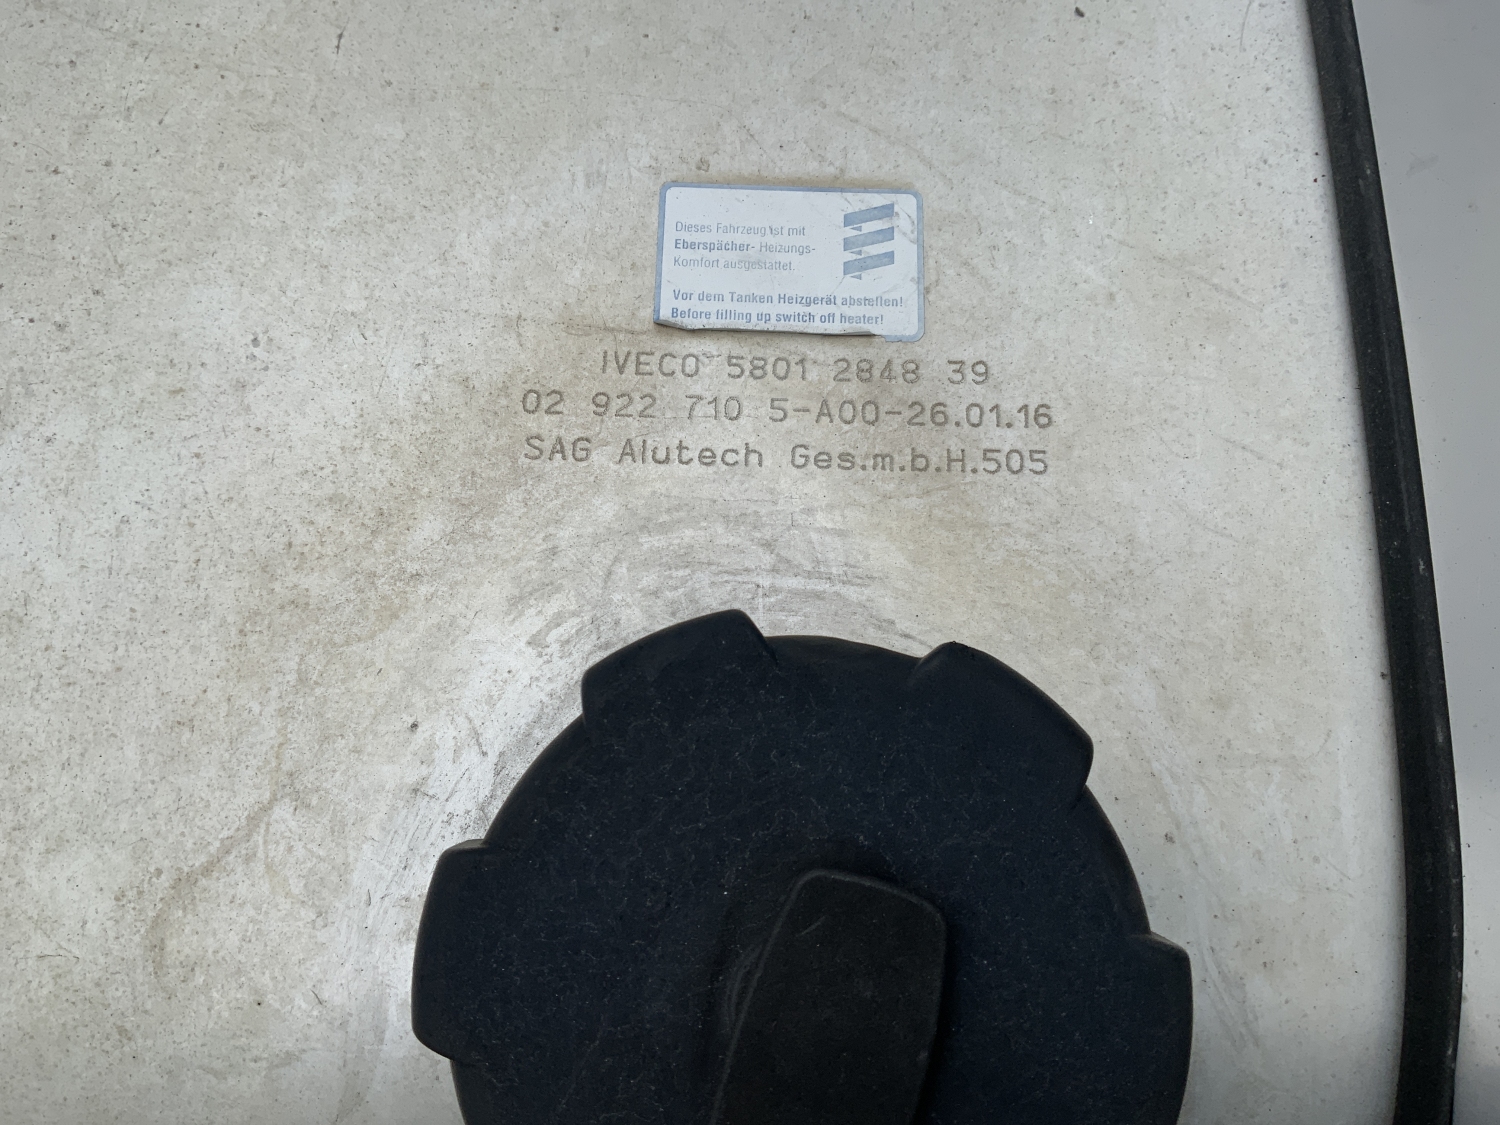 Dieses Fahrzeug ist mit
Eberspächer- Heizungs-
Komfort ausgestattet.
Vor dem Tanken Heizgerät abstellen!
Before filling up switch off heater!
IVECO 5801 2848 39
02 922 710 5-A00-26.01.16
SAG Alutech Ges.m.b.H.505